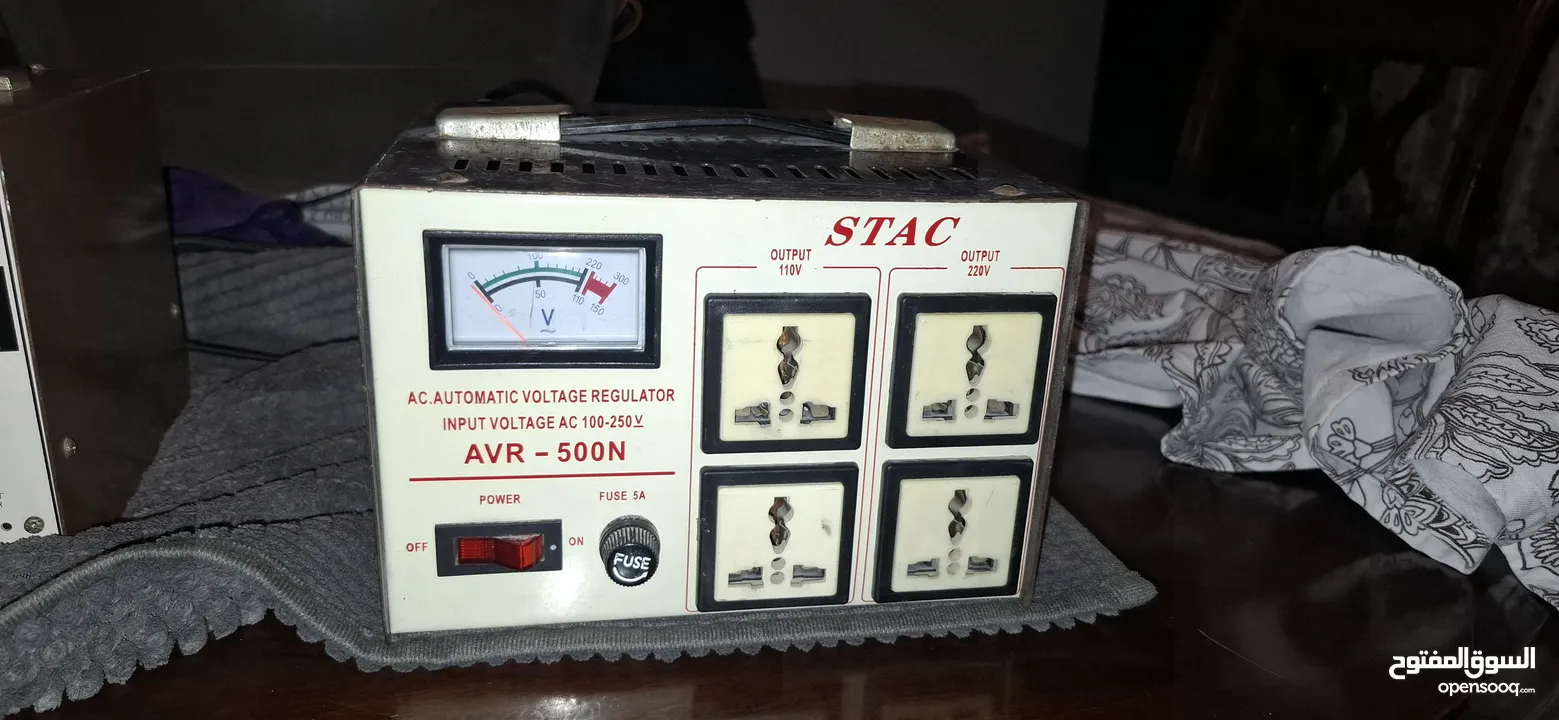 STAC
0 100 220 300
0 50 110 150
V
OUTPUT
110V
OUTPUT
220V
AC.AUTOMATIC VOLTAGE REGULATOR
INPUT VOLTAGE AC 100-250V
AVR – 500N
POWER
FUSE 5A
OFF
ON
FUSE
السوق المفتوح
opensooq.com